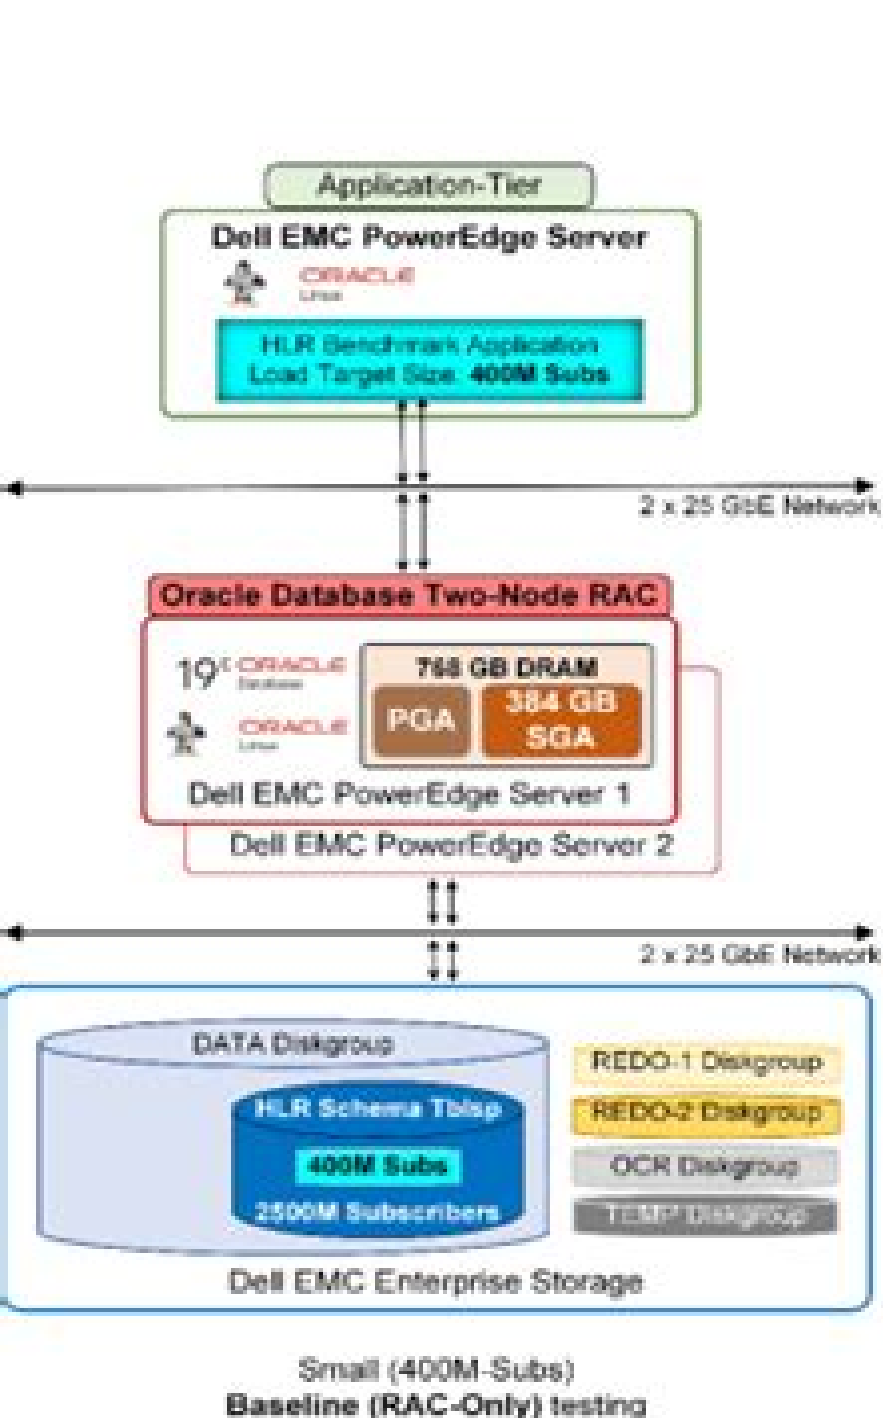 Application-Tier
Dell EMC PowerEdge Server
ORACLE
Linux
HLR Benchmark Application
Load Target Size: 400M Subs
2 x 25 GbE Network
Oracle Database Two-Node RAC
19c ORACLE
Database
768 GB DRAM
PGA
384 GB
SGA
ORACLE
Linux
Dell EMC PowerEdge Server 1
Dell EMC PowerEdge Server 2
2 x 25 GbE Network
DATA Diskgroup
HLR Schema Tblsp
400M Subs
2500M Subscribers
REDO-1 Diskgroup
REDO-2 Diskgroup
OCR Diskgroup
TEMP Diskgroup
Dell EMC Enterprise Storage
Small (400M-Subs)
Baseline (RAC-Only) testing